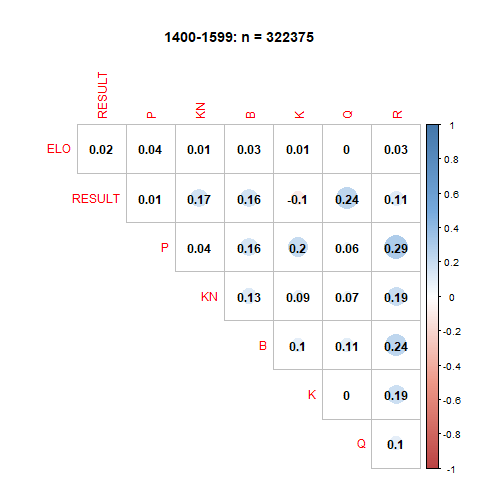 1400-1599: n = 322375
RESULT P KN B K Q R
ELO 0.02 0.04 0.01 0.03 0.01 0 0.03
RESULT 0.01 0.17 0.16 -0.1 0.24 0.11
P 0.04 0.16 0.2 0.06 0.29
KN 0.13 0.09 0.07 0.19
B 0.1 0.11 0.24
K 0 0.19
Q 0.1
1
0.8
0.6
0.4
0.2
0
-0.2
-0.4
-0.6
-0.8
-1